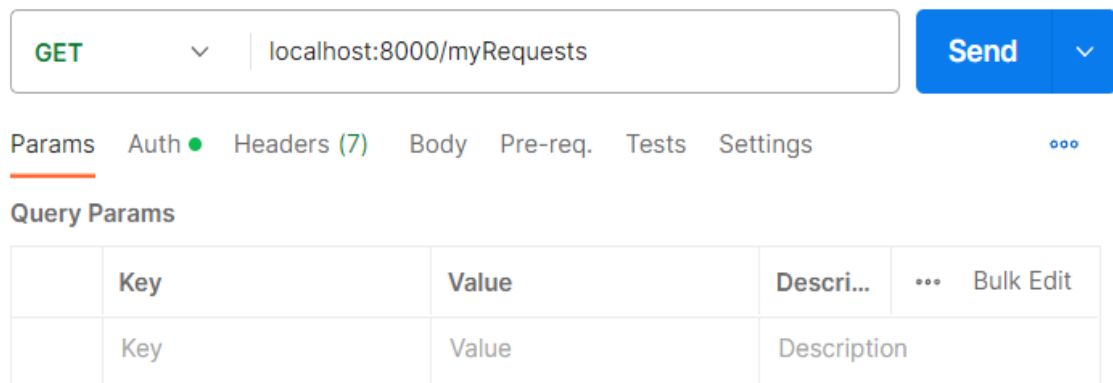 GET localhost:8000/myRequests Send
Params Auth Headers (7) Body Pre-req. Tests Settings
Query Params
Key Value Descri... Bulk Edit
Key Value Description